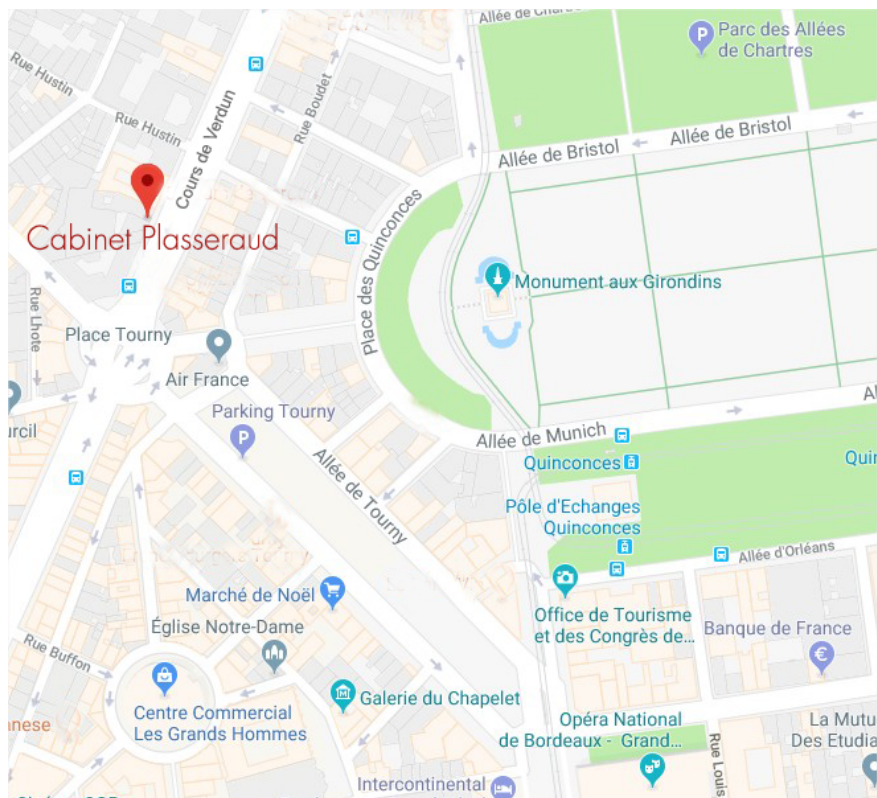 Allée de Chartres
Parc des Allées
de Chartres
Rue Hustin
Rue Boudet
Cours de Verdun
Rue Hustin
Allée de Bristol
Allée de Bristol
Cabinet Plasseraud
Place des Quinconces
Monument aux Girondins
Rue Lhote
Place Tourny
Air France
Parking Tourny
Allée de Munich
Quinconces
Allée de Tourny
Pôle d'Echanges
Quinconces
Allée d'Orléans
Marché de Noël
Office de Tourisme
et des Congrès de...
Banque de France
Église Notre-Dame
Rue Buffon
Galerie du Chapelet
Centre Commercial
Les Grands Hommes
Opéra National
de Bordeaux - Grand...
Rue Louis
La Mutu
Des Etudia
anese
urcil
Quin
Al
Intercontinental